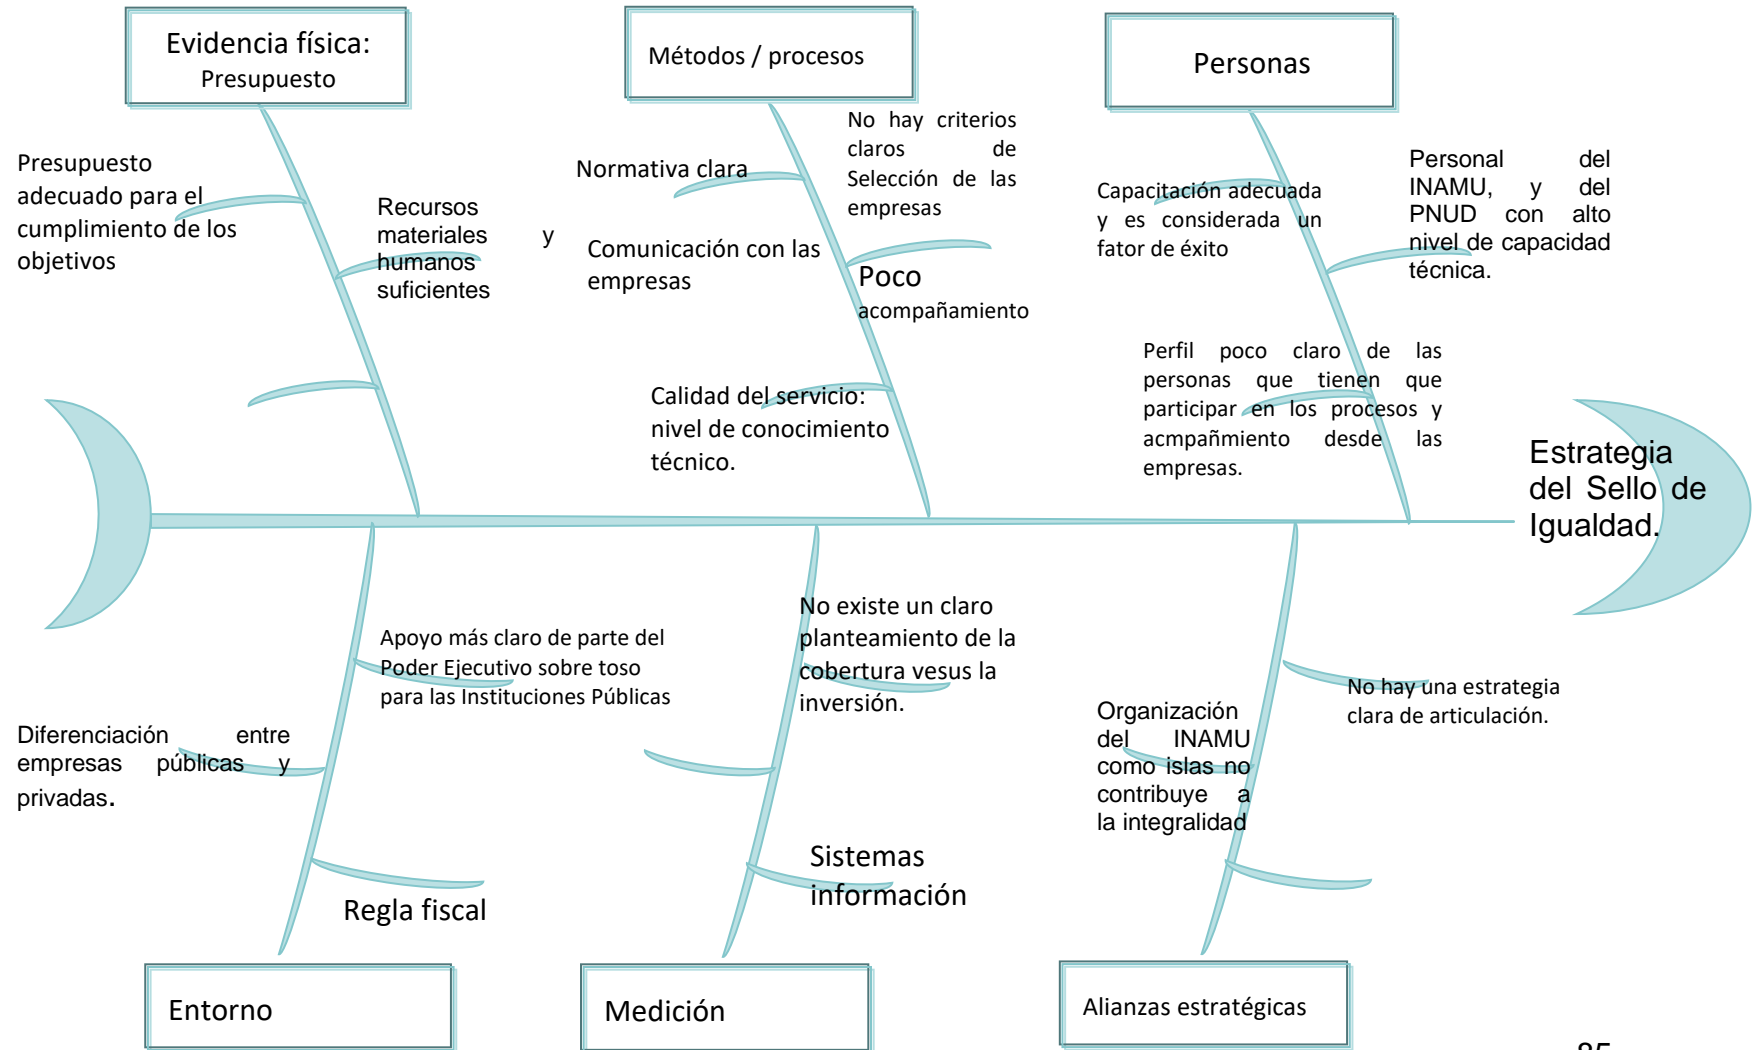 Evidencia física:
Presupuesto
Métodos / procesos
Personas
Presupuesto
adecuado para el
cumplimiento de los
objetivos
Recursos
materiales y
humanos
suficientes
Normativa clara
No hay criterios
claros de
Selección de las
empresas
Comunicación con las
empresas
Poco
acompañamiento
Calidad del servicio:
nivel de conocimiento
técnico.
Capacitación adecuada
y es considerada un
fator de éxito
Personal del
INAMU, y del
PNUD con alto
nivel de capacidad
técnica.
Perfil poco claro de las
personas que tienen que
participar en los procesos y
acmpañmiento desde las
empresas.
Estrategia
del Sello de
Igualdad.
Apoyo más claro de parte del
Poder Ejecutivo sobre toso
para las Instituciones Públicas
Diferenciación entre
empresas públicas y
privadas.
Regla fiscal
No existe un claro
planteamiento de la
cobertura vesus la
inversión.
Sistemas
información
Organización
del INAMU
como islas no
contribuye a
la integralidad
No hay una estrategia
clara de articulación.
Entorno
Medición
Alianzas estratégicas